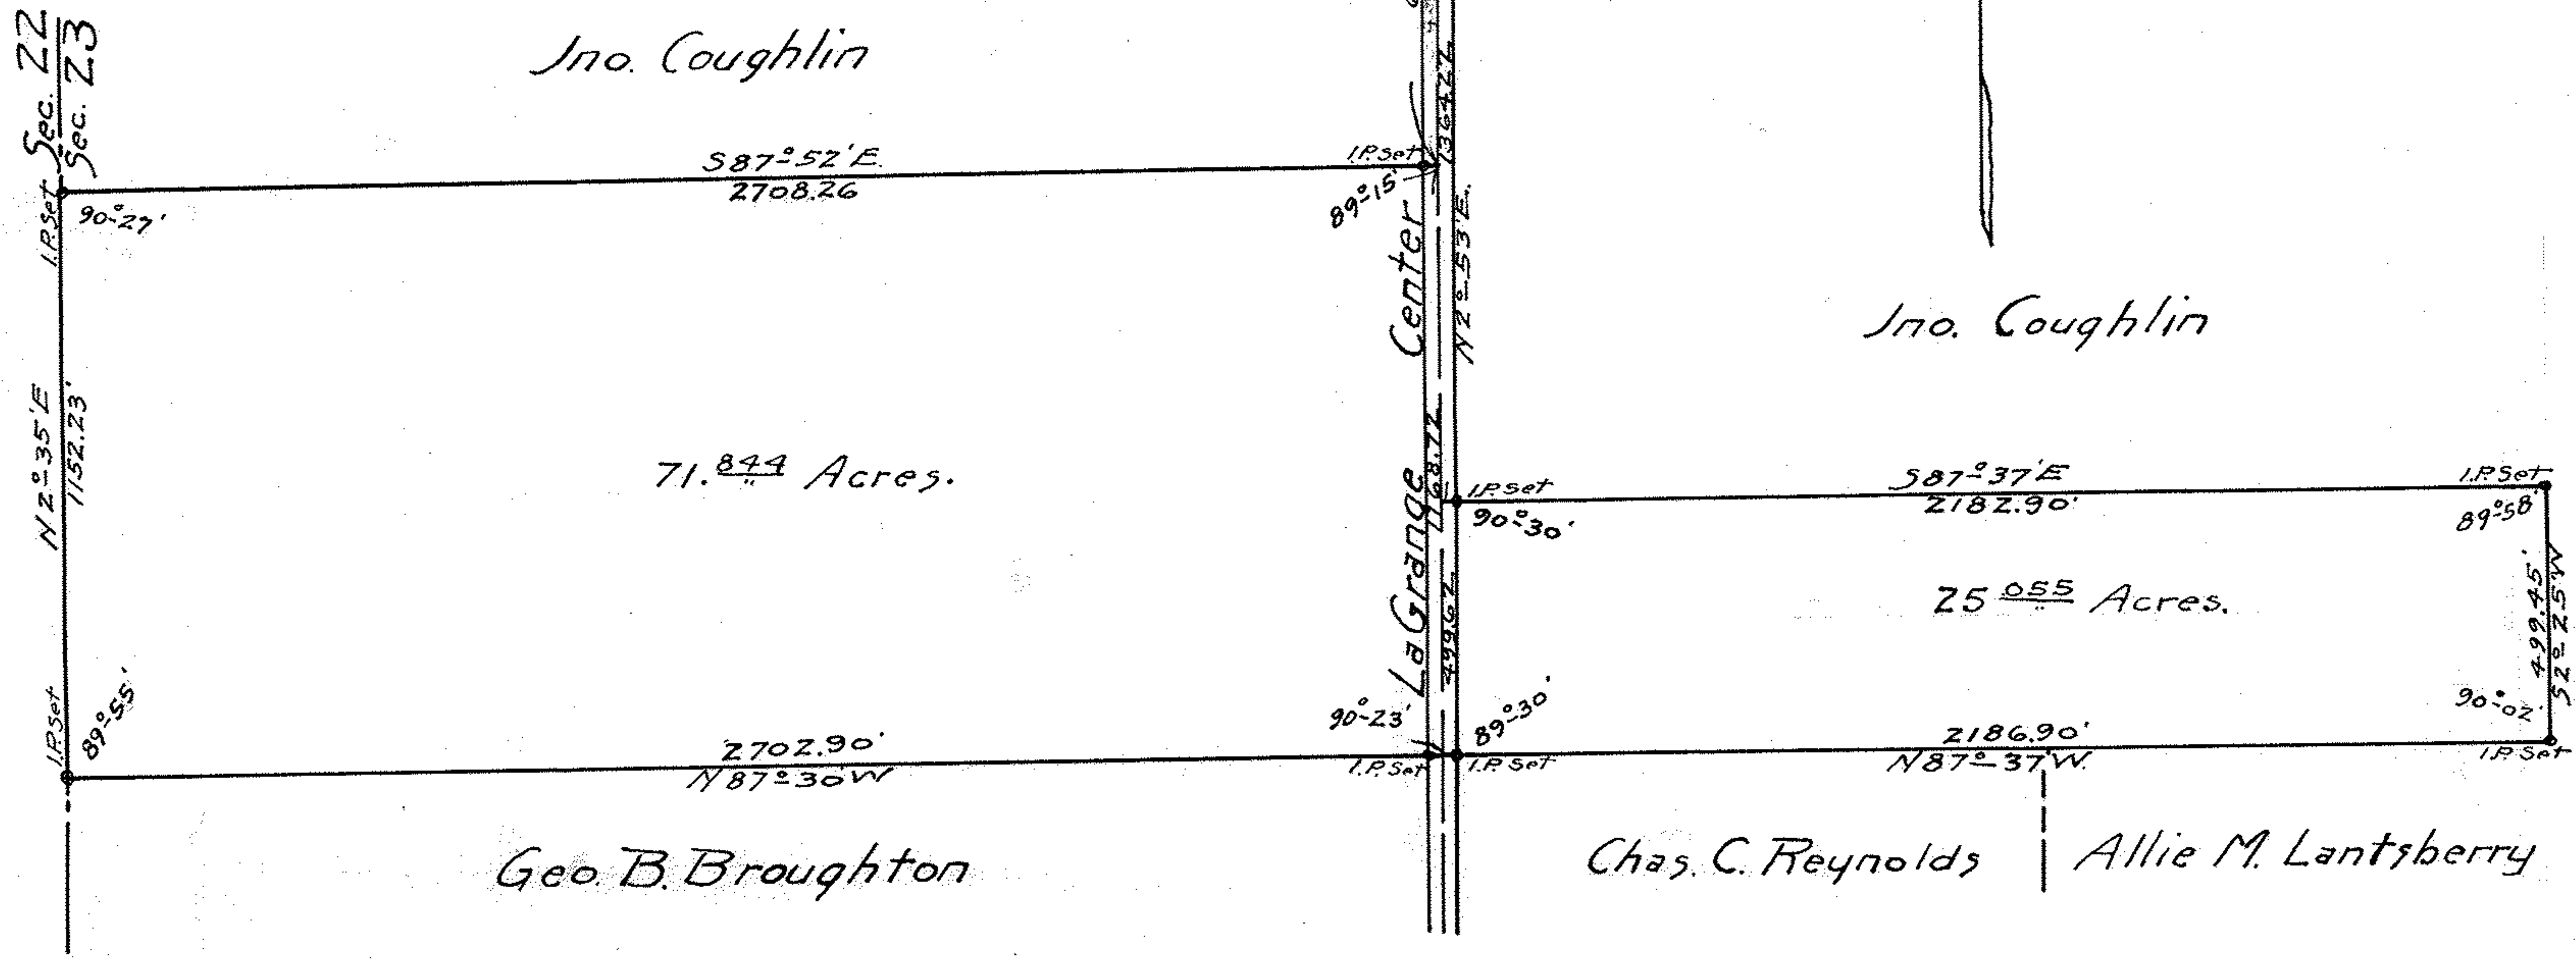 Sec. 22
Sec. 23
Jno. Coughlin
S87°-52'E.
2708.26
I.P.Set
I.P.Set
90°-27'
89°-15'
1364.22
N2°-53'E.
Jno. Coughlin
N2°-35'E
1152.23'
71.844 Acres.
LaGrange Center
1168.72
I.P.Set
90°-30'
S87°-37'E
2182.90'
I.P.Set
89°-58'
25 055 Acres.
499.45'
S2°-25'W
499.62
I.P.Set
89°-55'
90°-23'
89°-30'
90°-02'
2702.90'
N87°-30'W
I.P.Set
I.P.Set
2186.90'
N87°-37'W.
I.P.Set
Geo. B. Broughton
Chas. C. Reynolds
Allie M. Lantsberry